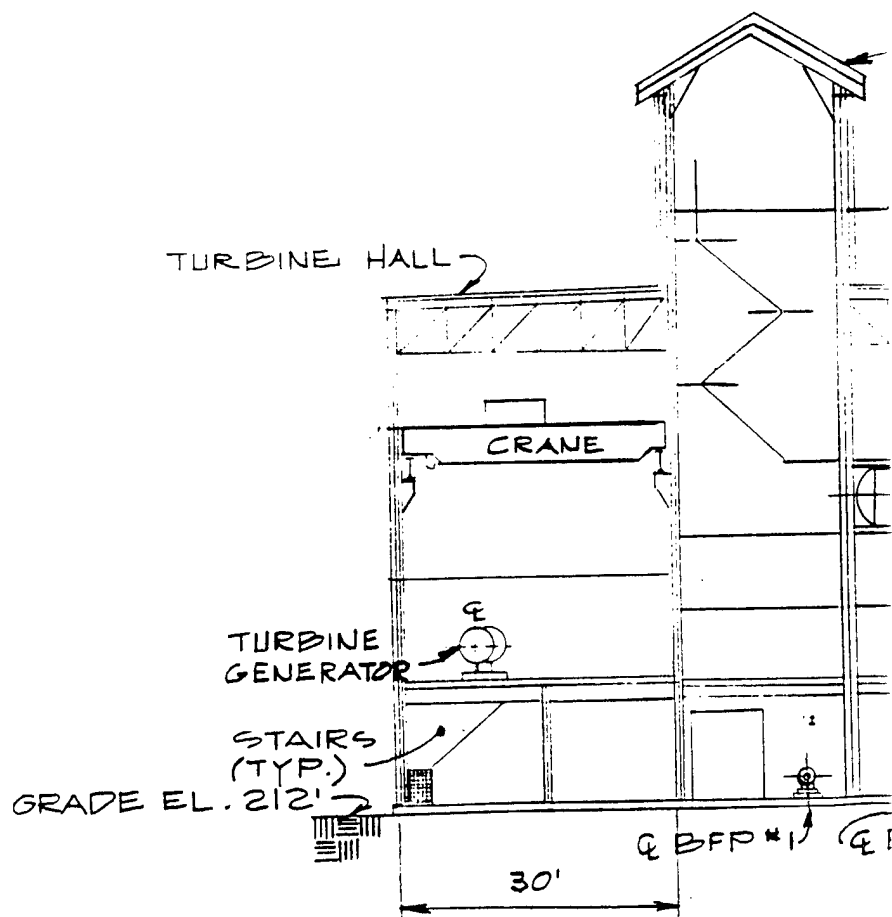 TURBINE HALL
CRANE
℄
TURBINE
GENERATOR
STAIRS
(TYP.)
GRADE EL. 212'
℄ BFP #1
℄
30'